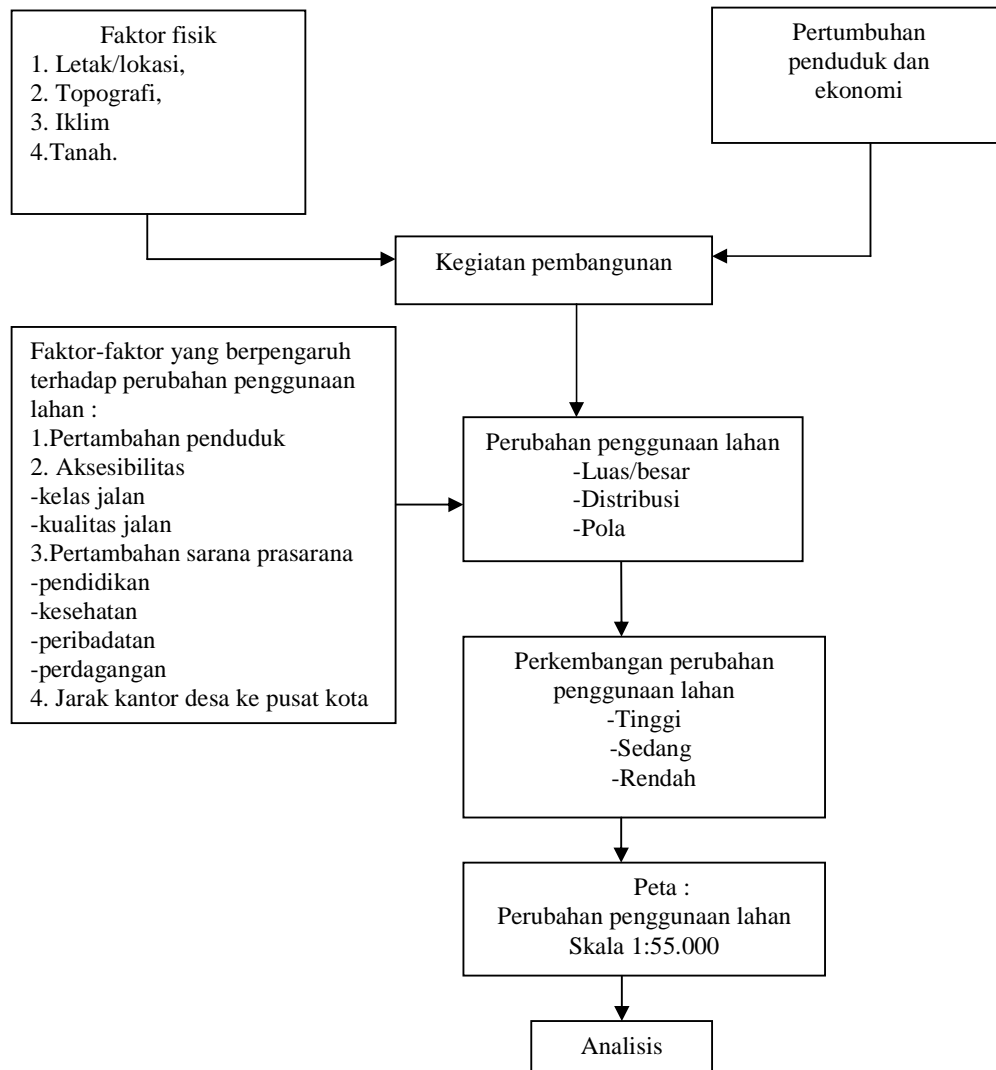 Faktor fisik
1. Letak/lokasi,
2. Topografi,
3. Iklim
4.Tanah.
Pertumbuhan
penduduk dan
ekonomi
Kegiatan pembangunan
Faktor-faktor yang berpengaruh
terhadap perubahan penggunaan
lahan :
1.Pertambahan penduduk
2. Aksesibilitas
-kelas jalan
-kualitas jalan
3.Pertambahan sarana prasarana
-pendidikan
-kesehatan
-peribadatan
-perdagangan
4. Jarak kantor desa ke pusat kota
Perubahan penggunaan lahan
-Luas/besar
-Distribusi
-Pola
Perkembangan perubahan
penggunaan lahan
-Tinggi
-Sedang
-Rendah
Peta :
Perubahan penggunaan lahan
Skala 1:55.000
Analisis